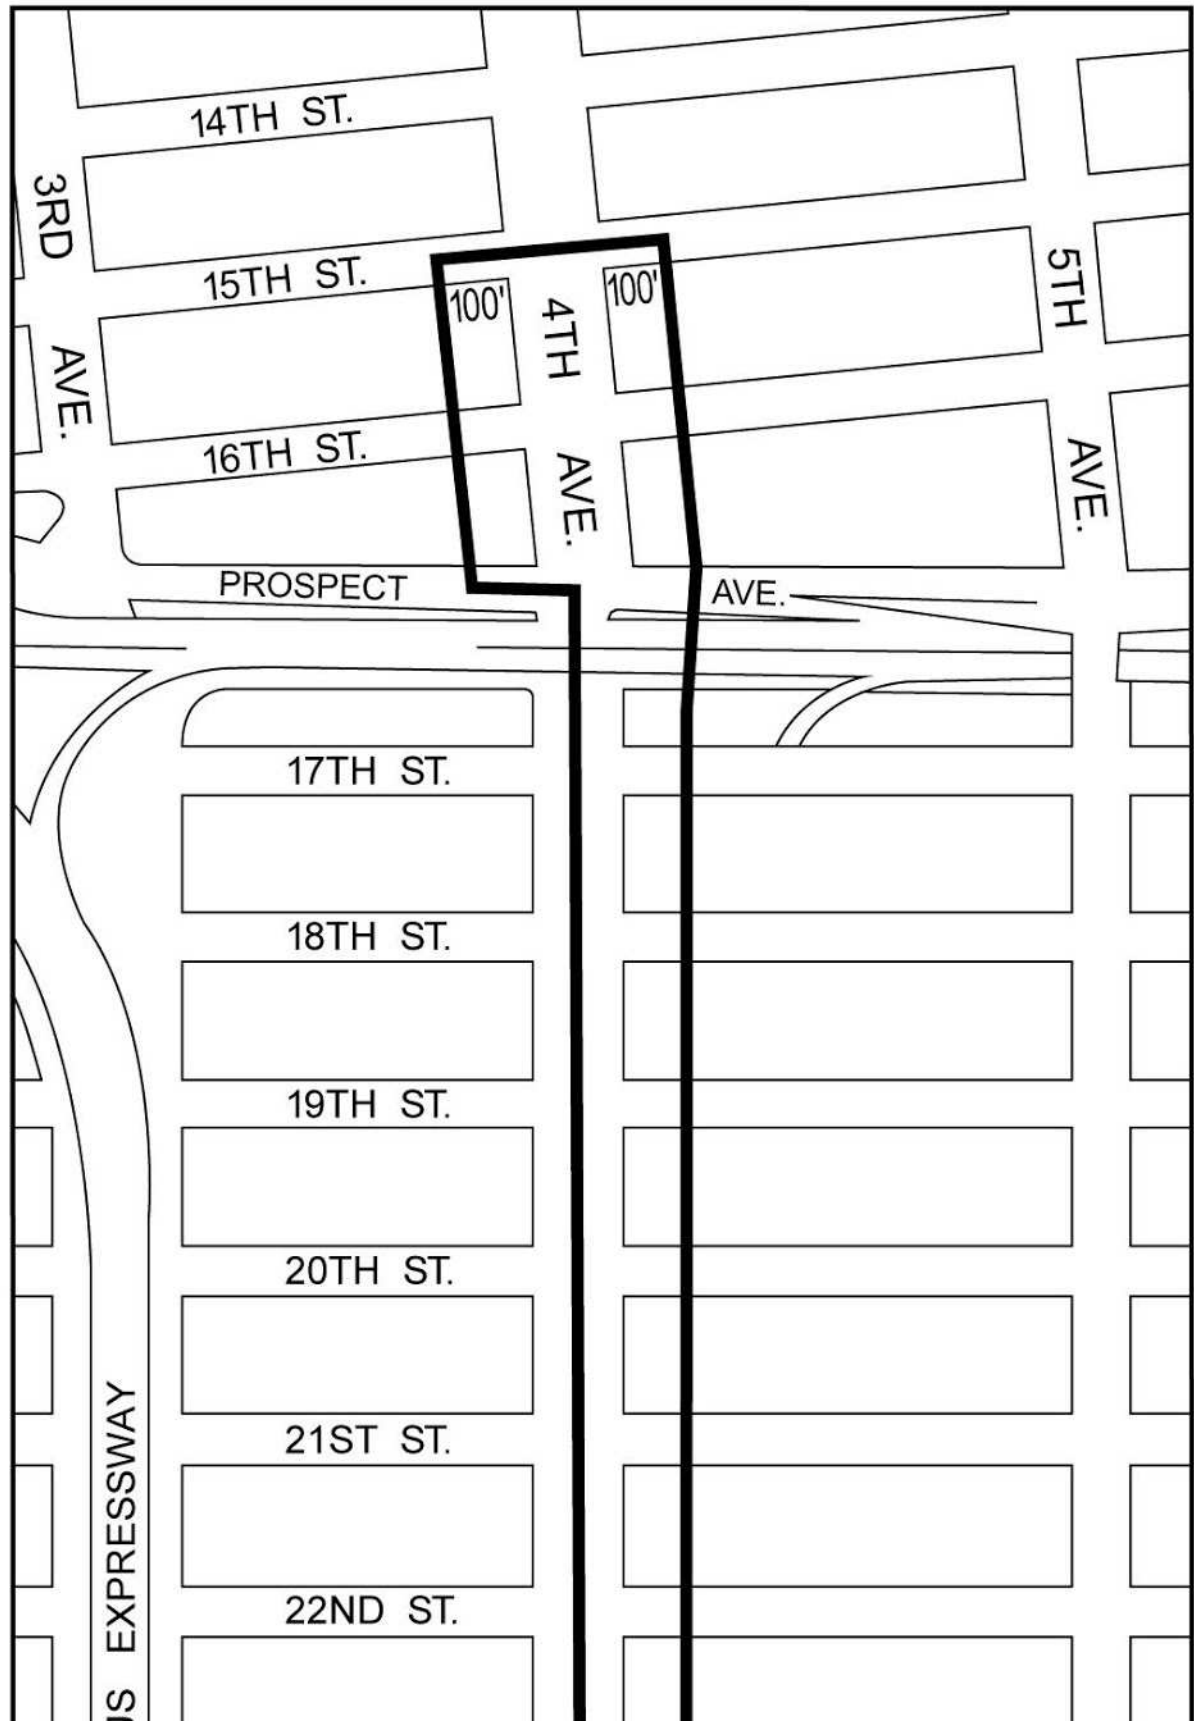 14TH ST.
3RD
AVE.
15TH ST.
100'
4TH
AVE.
100'
5TH
AVE.
16TH ST.
PROSPECT
AVE.
17TH ST.
18TH ST.
19TH ST.
20TH ST.
21ST ST.
22ND ST.
US EXPRESSWAY